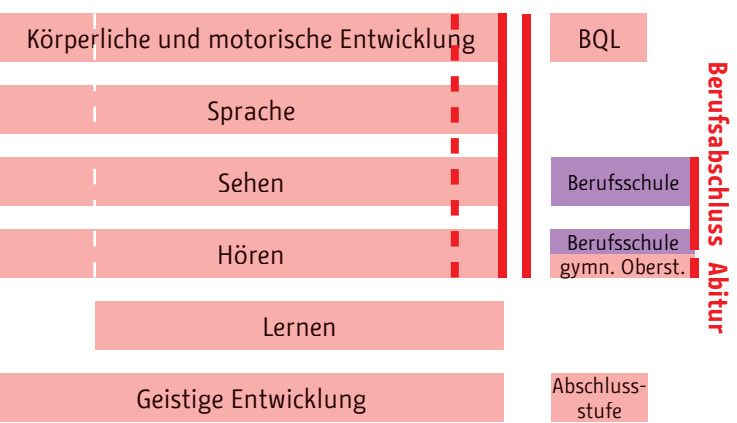 Körperliche und motorische Entwicklung
BQL
Sprache
Sehen
Berufsschule
Hören
Berufsschule
gymn. Oberst.
Lernen
Geistige Entwicklung
Abschluss-
stufe
Berufsabschluss Abitur